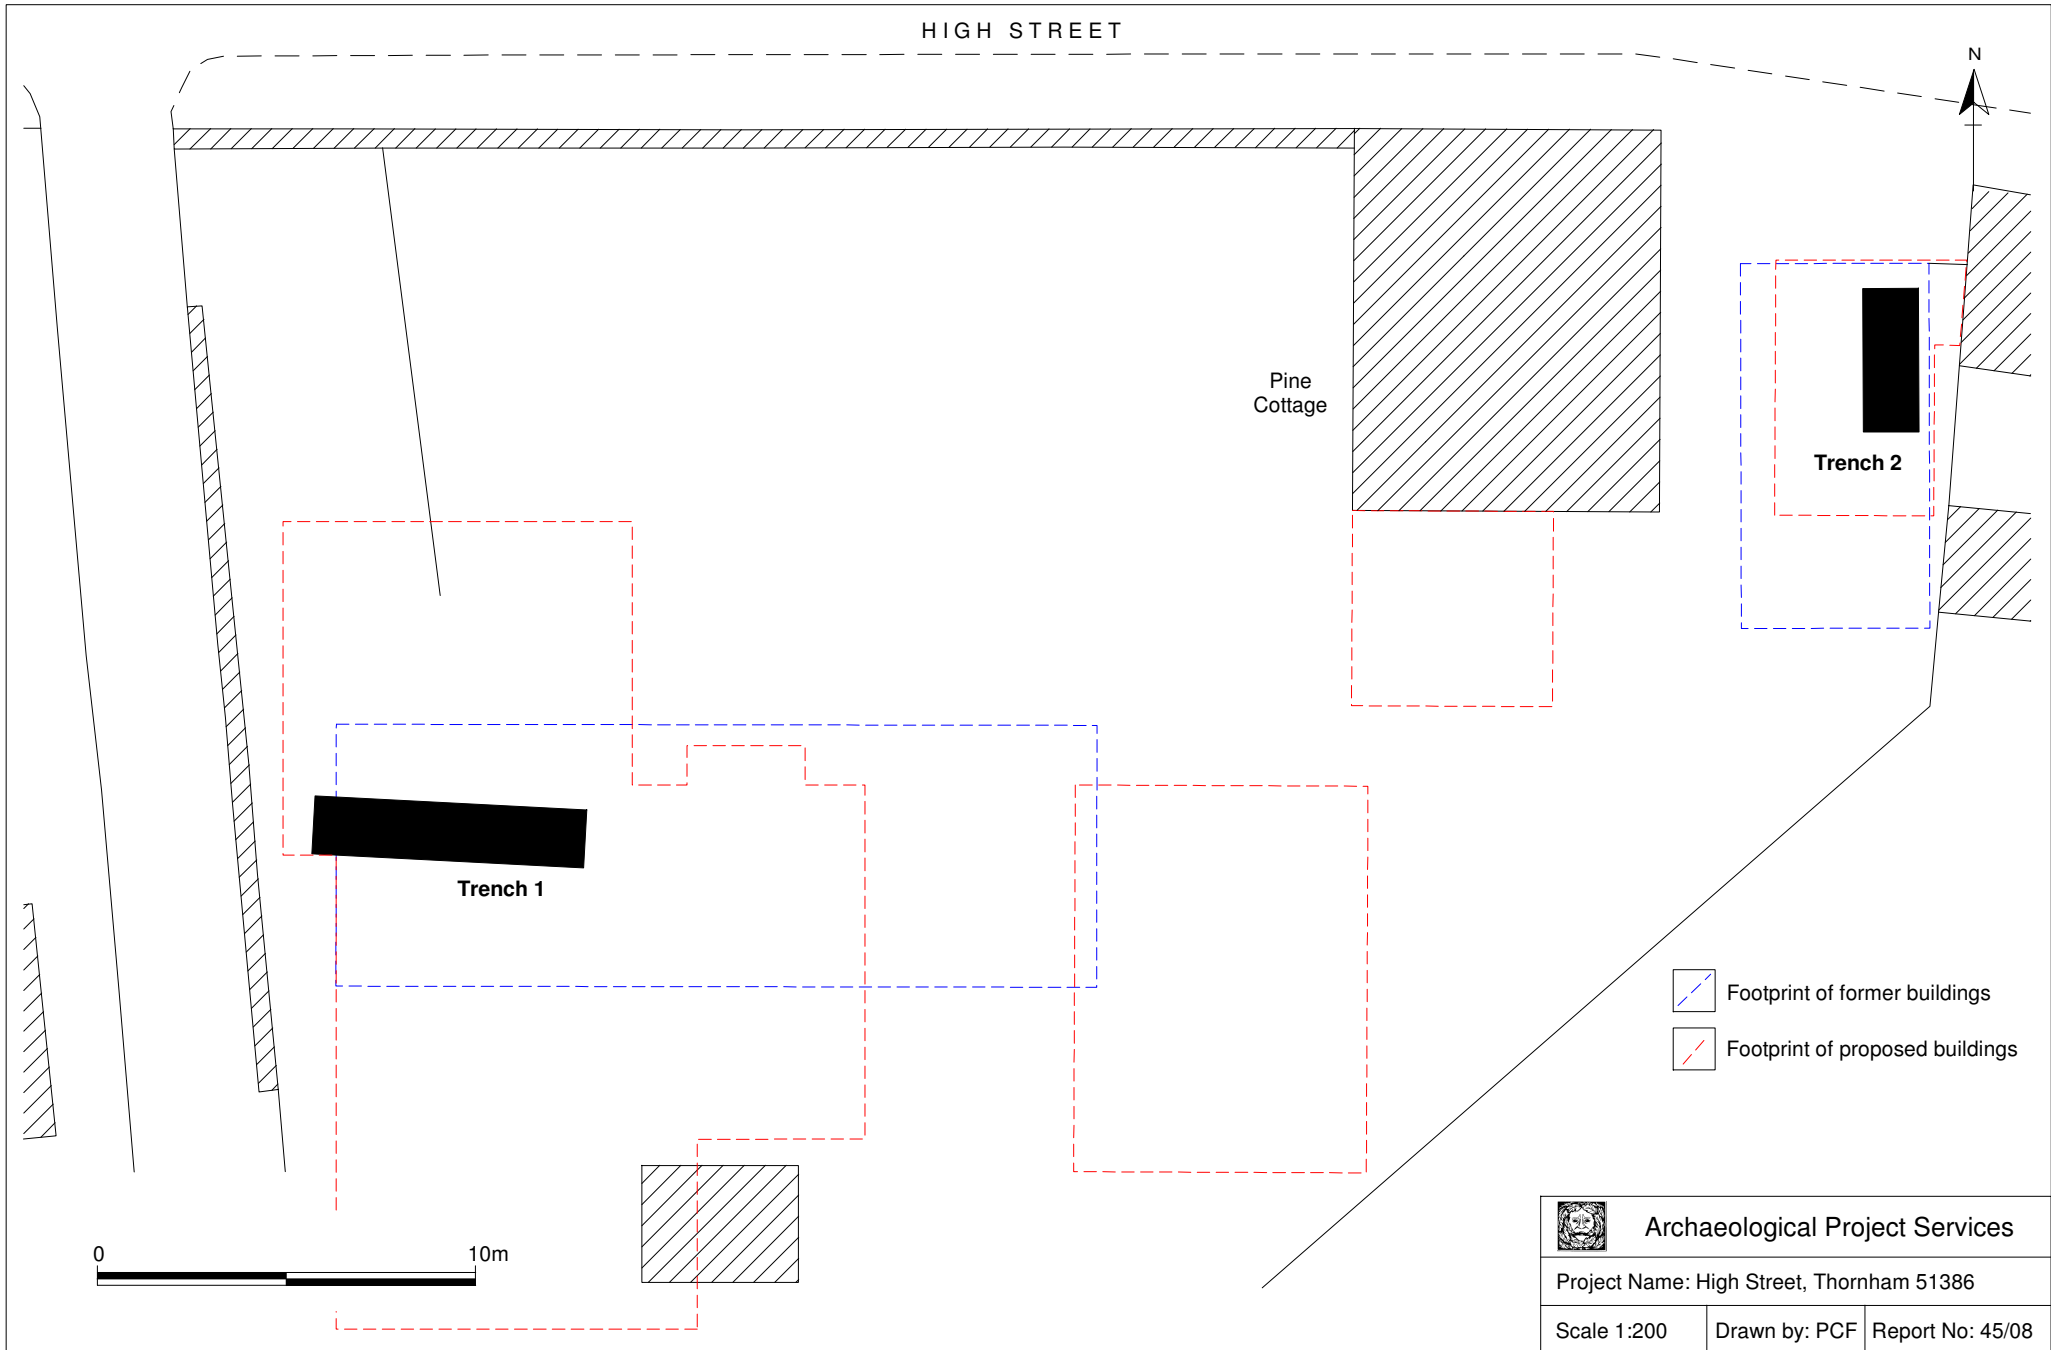 HIGH STREET
N
Pine
Cottage
Trench 2
Trench 1
Footprint of former buildings
Footprint of proposed buildings
0 10m
Archaeological Project Services
Project Name: High Street, Thornham 51386
Scale 1:200 Drawn by: PCF Report No: 45/08